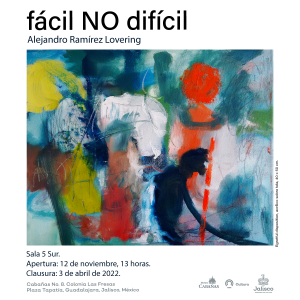 fácil NO difícil
Alejandro Ramírez Lovering
Sala 5 Sur.
Apertura: 12 de noviembre, 13 horas.
Clausura: 3 de abril de 2022.
Cabañas No. 8, Colonia Las Fresas
Plaza Tapatía, Guadalajara, Jalisco. México
CABAÑAS
Cultura
Jalisco